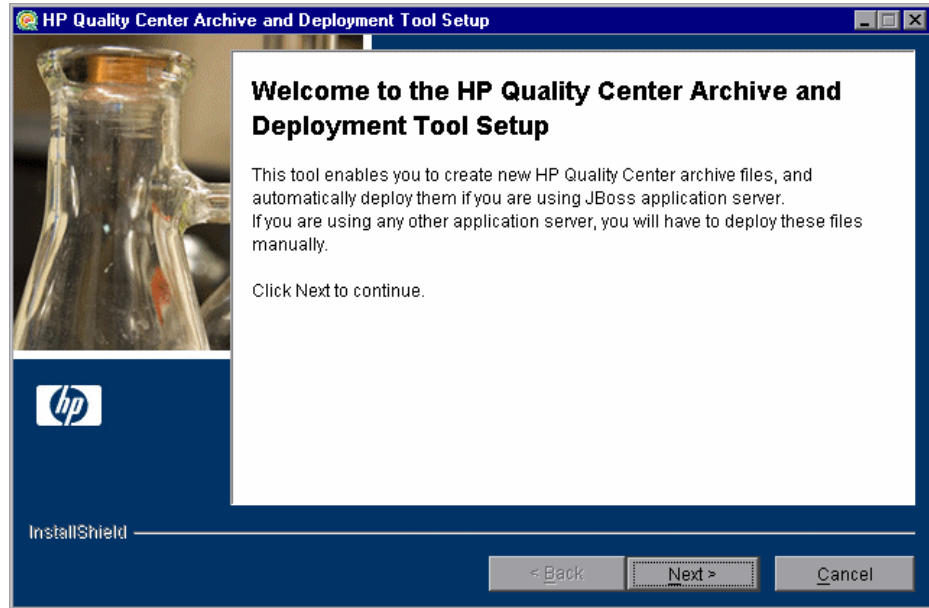 HP Quality Center Archive and Deployment Tool Setup
Welcome to the HP Quality Center Archive and
Deployment Tool Setup
This tool enables you to create new HP Quality Center archive files, and
automatically deploy them if you are using JBoss application server.
If you are using any other application server, you will have to deploy these files
manually.
Click Next to continue.
hp
InstallShield
< Back
Next >
Cancel